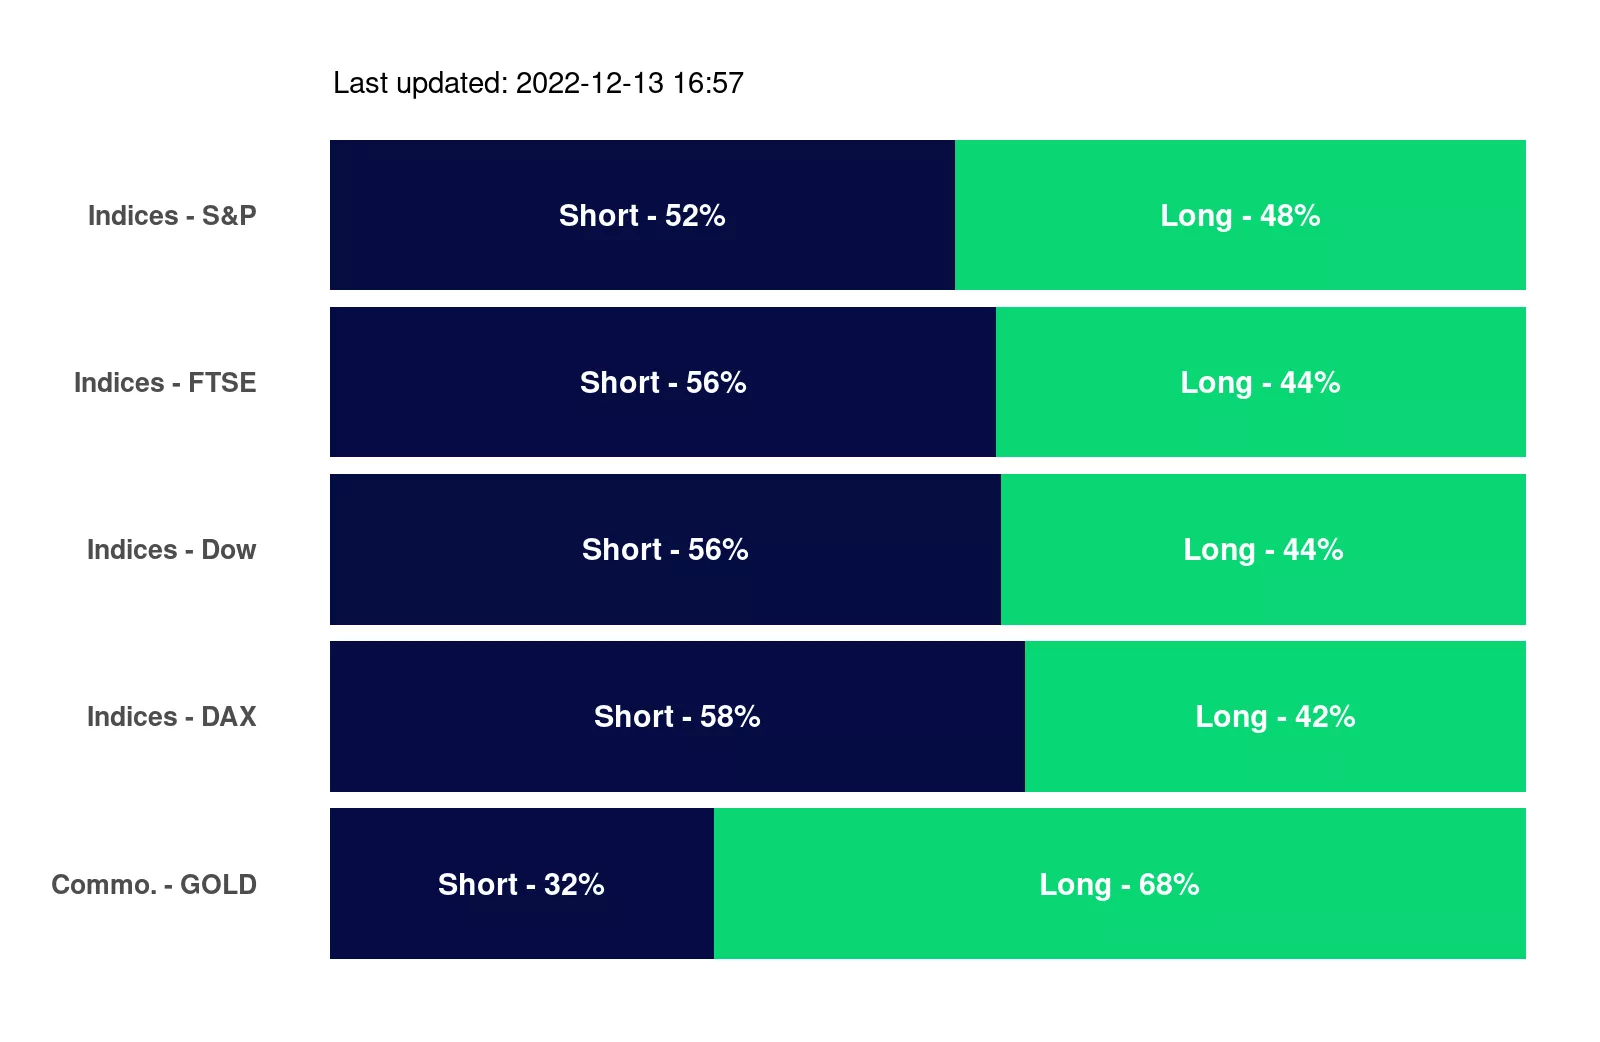 Last updated: 2022-12-13 16:57
Indices - S&P Short - 52% Long - 48%
Indices - FTSE Short - 56% Long - 44%
Indices - Dow Short - 56% Long - 44%
Indices - DAX Short - 58% Long - 42%
Commo. - GOLD Short - 32% Long - 68%